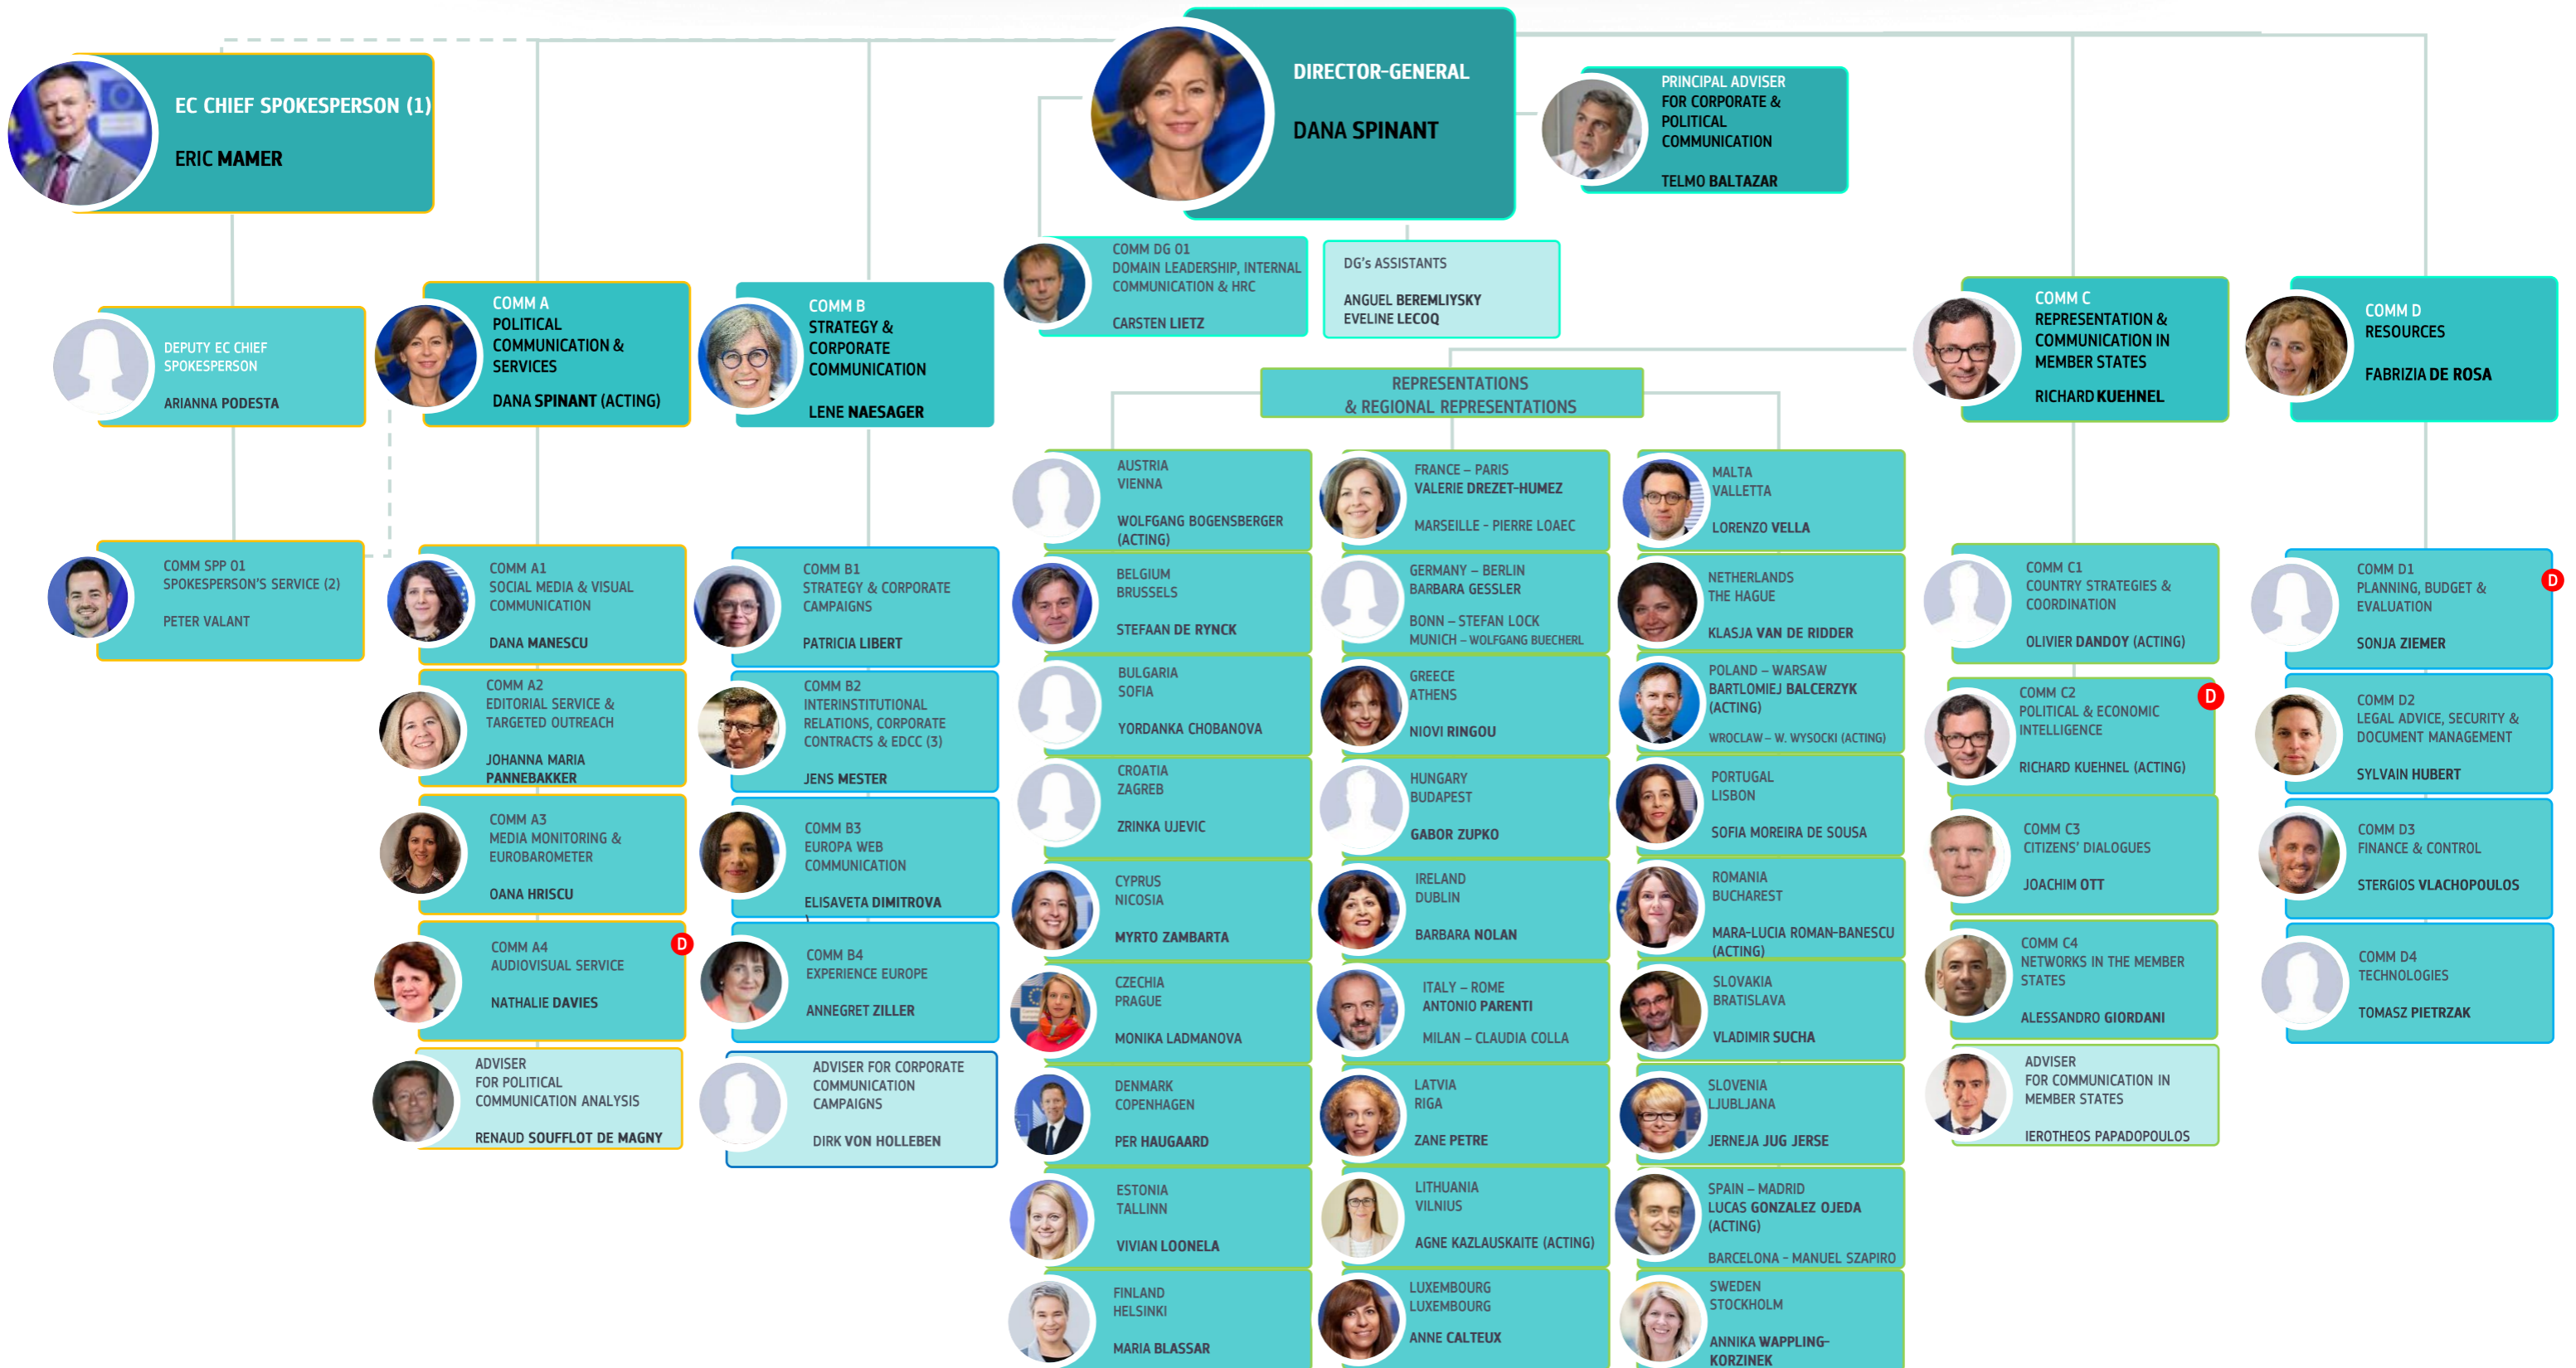 EC CHIEF SPOKESPERSON (1)
ERIC MAMER
DIRECTOR-GENERAL
DANA SPINANT
PRINCIPAL ADVISER
FOR CORPORATE &
POLITICAL
COMMUNICATION
TELMO BALTAZAR
COMM DG 01
DOMAIN LEADERSHIP, INTERNAL
COMMUNICATION & HRC
CARSTEN LIETZ
DG's ASSISTANTS
ANGUEL BEREMLIYSKY
EVELINE LECOQ
DEPUTY EC CHIEF
SPOKESPERSON
ARIANNA PODESTA
COMM SPP 01
SPOKESPERSON'S SERVICE (2)
PETER VALANT
COMM A
POLITICAL
COMMUNICATION &
SERVICES
DANA SPINANT (ACTING)
COMM A1
SOCIAL MEDIA & VISUAL
COMMUNICATION
DANA MANESCU
COMM A2
EDITORIAL SERVICE &
TARGETED OUTREACH
JOHANNA MARIA
PANNEBAKKER
COMM A3
MEDIA MONITORING &
EUROBAROMETER
OANA HRISCU
COMM A4
AUDIOVISUAL SERVICE
NATHALIE DAVIES
D
ADVISER
FOR POLITICAL
COMMUNICATION ANALYSIS
RENAUD SOUFFLOT DE MAGNY
COMM B
STRATEGY &
CORPORATE
COMMUNICATION
LENE NAESAGER
COMM B1
STRATEGY & CORPORATE
CAMPAIGNS
PATRICIA LIBERT
COMM B2
INTERINSTITUTIONAL
RELATIONS, CORPORATE
CONTRACTS & EDCC (3)
JENS MESTER
COMM B3
EUROPA WEB
COMMUNICATION
ELISAVETA DIMITROVA
\
COMM B4
EXPERIENCE EUROPE
ANNEGRET ZILLER
ADVISER FOR CORPORATE
COMMUNICATION
CAMPAIGNS
DIRK VON HOLLEBEN
REPRESENTATIONS
& REGIONAL REPRESENTATIONS
AUSTRIA
VIENNA
WOLFGANG BOGENSBERGER
(ACTING)
BELGIUM
BRUSSELS
STEFAAN DE RYNCK
BULGARIA
SOFIA
YORDANKA CHOBANOVA
CROATIA
ZAGREB
ZRINKA UJEVIC
CYPRUS
NICOSIA
MYRTO ZAMBARTA
CZECHIA
PRAGUE
MONIKA LADMANOVA
DENMARK
COPENHAGEN
PER HAUGAARD
ESTONIA
TALLINN
VIVIAN LOONELA
FINLAND
HELSINKI
MARIA BLASSAR
FRANCE – PARIS
VALERIE DREZET-HUMEZ
MARSEILLE - PIERRE LOAEC
GERMANY – BERLIN
BARBARA GESSLER
BONN – STEFAN LOCK
MUNICH – WOLFGANG BUECHERL
GREECE
ATHENS
NIOVI RINGOU
HUNGARY
BUDAPEST
GABOR ZUPKO
IRELAND
DUBLIN
BARBARA NOLAN
ITALY – ROME
ANTONIO PARENTI
MILAN – CLAUDIA COLLA
LATVIA
RIGA
ZANE PETRE
LITHUANIA
VILNIUS
AGNE KAZLAUSKAITE (ACTING)
LUXEMBOURG
LUXEMBOURG
ANNE CALTEUX
MALTA
VALLETTA
LORENZO VELLA
NETHERLANDS
THE HAGUE
KLASJA VAN DE RIDDER
POLAND – WARSAW
BARTLOMIEJ BALCERZYK
(ACTING)
WROCLAW – W. WYSOCKI (ACTING)
PORTUGAL
LISBON
SOFIA MOREIRA DE SOUSA
ROMANIA
BUCHAREST
MARA-LUCIA ROMAN-BANESCU
(ACTING)
SLOVAKIA
BRATISLAVA
VLADIMIR SUCHA
SLOVENIA
LJUBLJANA
JERNEJA JUG JERSE
SPAIN – MADRID
LUCAS GONZALEZ OJEDA
(ACTING)
BARCELONA - MANUEL SZAPIRO
SWEDEN
STOCKHOLM
ANNIKA WAPPLING-
KORZINEK
COMM C
REPRESENTATION &
COMMUNICATION IN
MEMBER STATES
RICHARD KUEHNEL
COMM C1
COUNTRY STRATEGIES &
COORDINATION
OLIVIER DANDOY (ACTING)
COMM C2
POLITICAL & ECONOMIC
INTELLIGENCE
RICHARD KUEHNEL (ACTING)
D
COMM C3
CITIZENS' DIALOGUES
JOACHIM OTT
COMM C4
NETWORKS IN THE MEMBER
STATES
ALESSANDRO GIORDANI
ADVISER
FOR COMMUNICATION IN
MEMBER STATES
IEROTHEOS PAPADOPOULOS
COMM D
RESOURCES
FABRIZIA DE ROSA
COMM D1
PLANNING, BUDGET &
EVALUATION
SONJA ZIEMER
D
COMM D2
LEGAL ADVICE, SECURITY &
DOCUMENT MANAGEMENT
SYLVAIN HUBERT
COMM D3
FINANCE & CONTROL
STERGIOS VLACHOPOULOS
COMM D4
TECHNOLOGIES
TOMASZ PIETRZAK